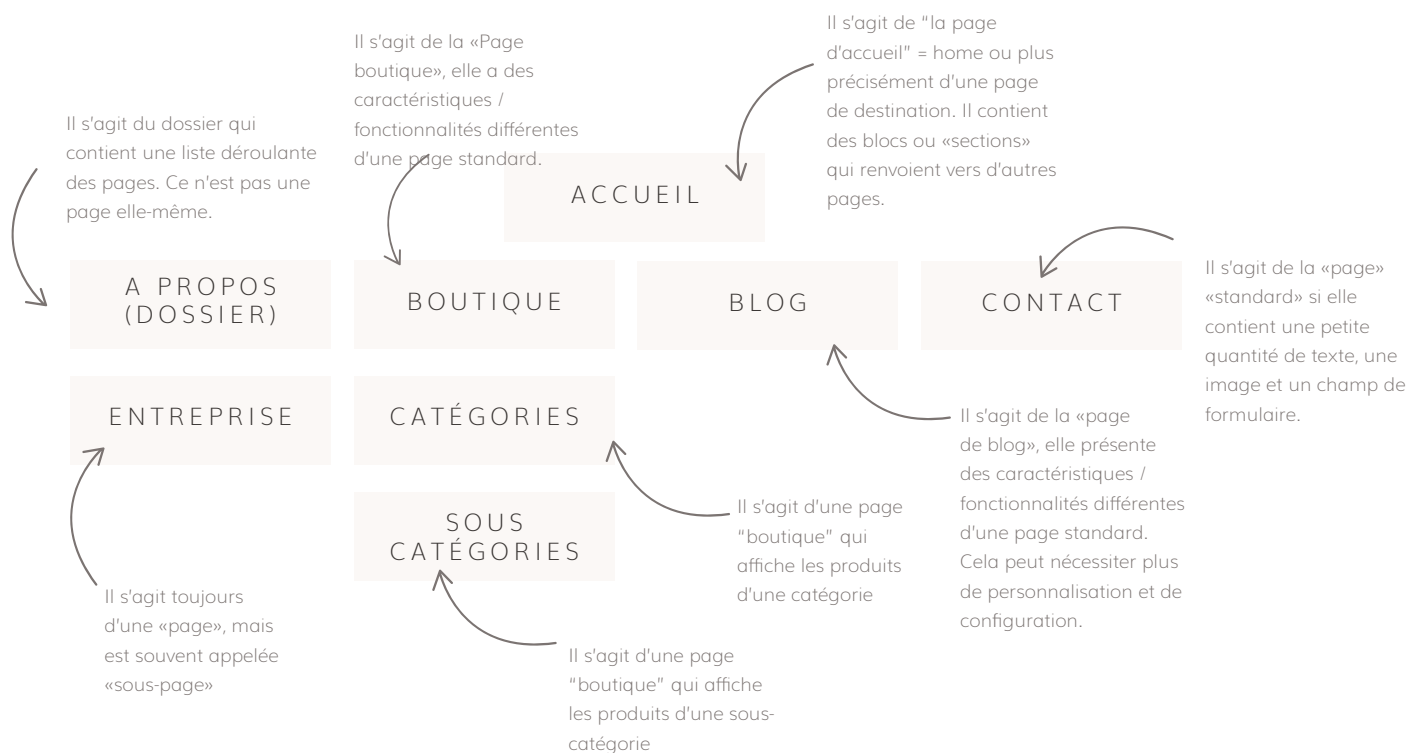 Il s'agit de la «Page
boutique», elle a des
caractéristiques /
fonctionnalités différentes
d'une page standard.
Il s'agit de "la page
d'accueil" = home ou plus
précisément d'une page
de destination. Il contient
des blocs ou «sections»
qui renvoient vers d'autres
pages.
Il s'agit du dossier qui
contient une liste déroulante
des pages. Ce n'est pas une
page elle-même.
ACCUEIL
A PROPOS
(DOSSIER)
BOUTIQUE
BLOG
CONTACT
Il s'agit de la «page»
«standard» si elle
contient une petite
quantité de texte, une
image et un champ de
formulaire.
ENTREPRISE
CATÉGORIES
Il s'agit de la «page
de blog», elle présente
des caractéristiques /
fonctionnalités différentes
d'une page standard.
Cela peut nécessiter plus
de personnalisation et de
configuration.
SOUS
CATÉGORIES
Il s'agit d'une page
"boutique" qui
affiche les produits
d'une catégorie
Il s'agit toujours
d'une «page», mais
est souvent appelée
«sous-page»
Il s'agit d'une page
"boutique" qui affiche
les produits d'une sous-
catégorie